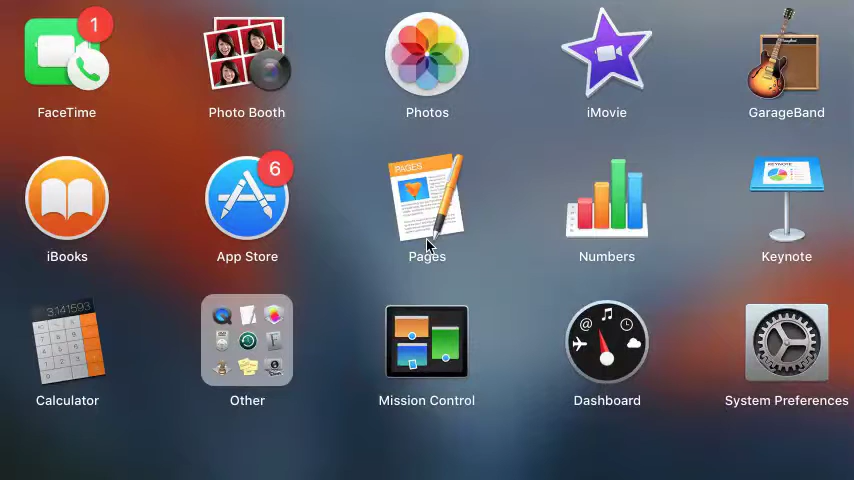 1
FaceTime
Photo Booth
Photos
iMovie
GarageBand
6
PAGES
KEYNOTE
iBooks
App Store
Pages
Numbers
Keynote
3.141593
@
Calculator
Other
Mission Control
Dashboard
System Preferences